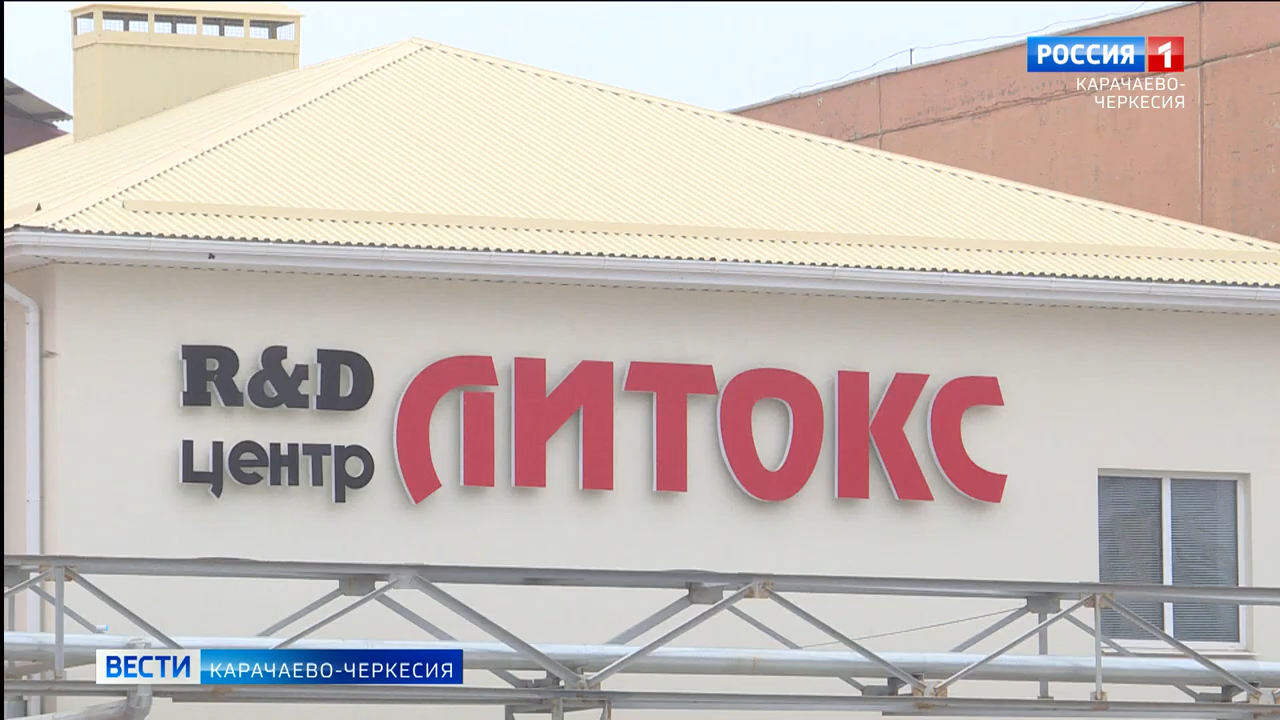 РОССИЯ 1
КАРАЧАЕВО-
ЧЕРКЕСИЯ
R&D
центр
ЛИТОКС
ВЕСТИ КАРАЧАЕВО-ЧЕРКЕСИЯ